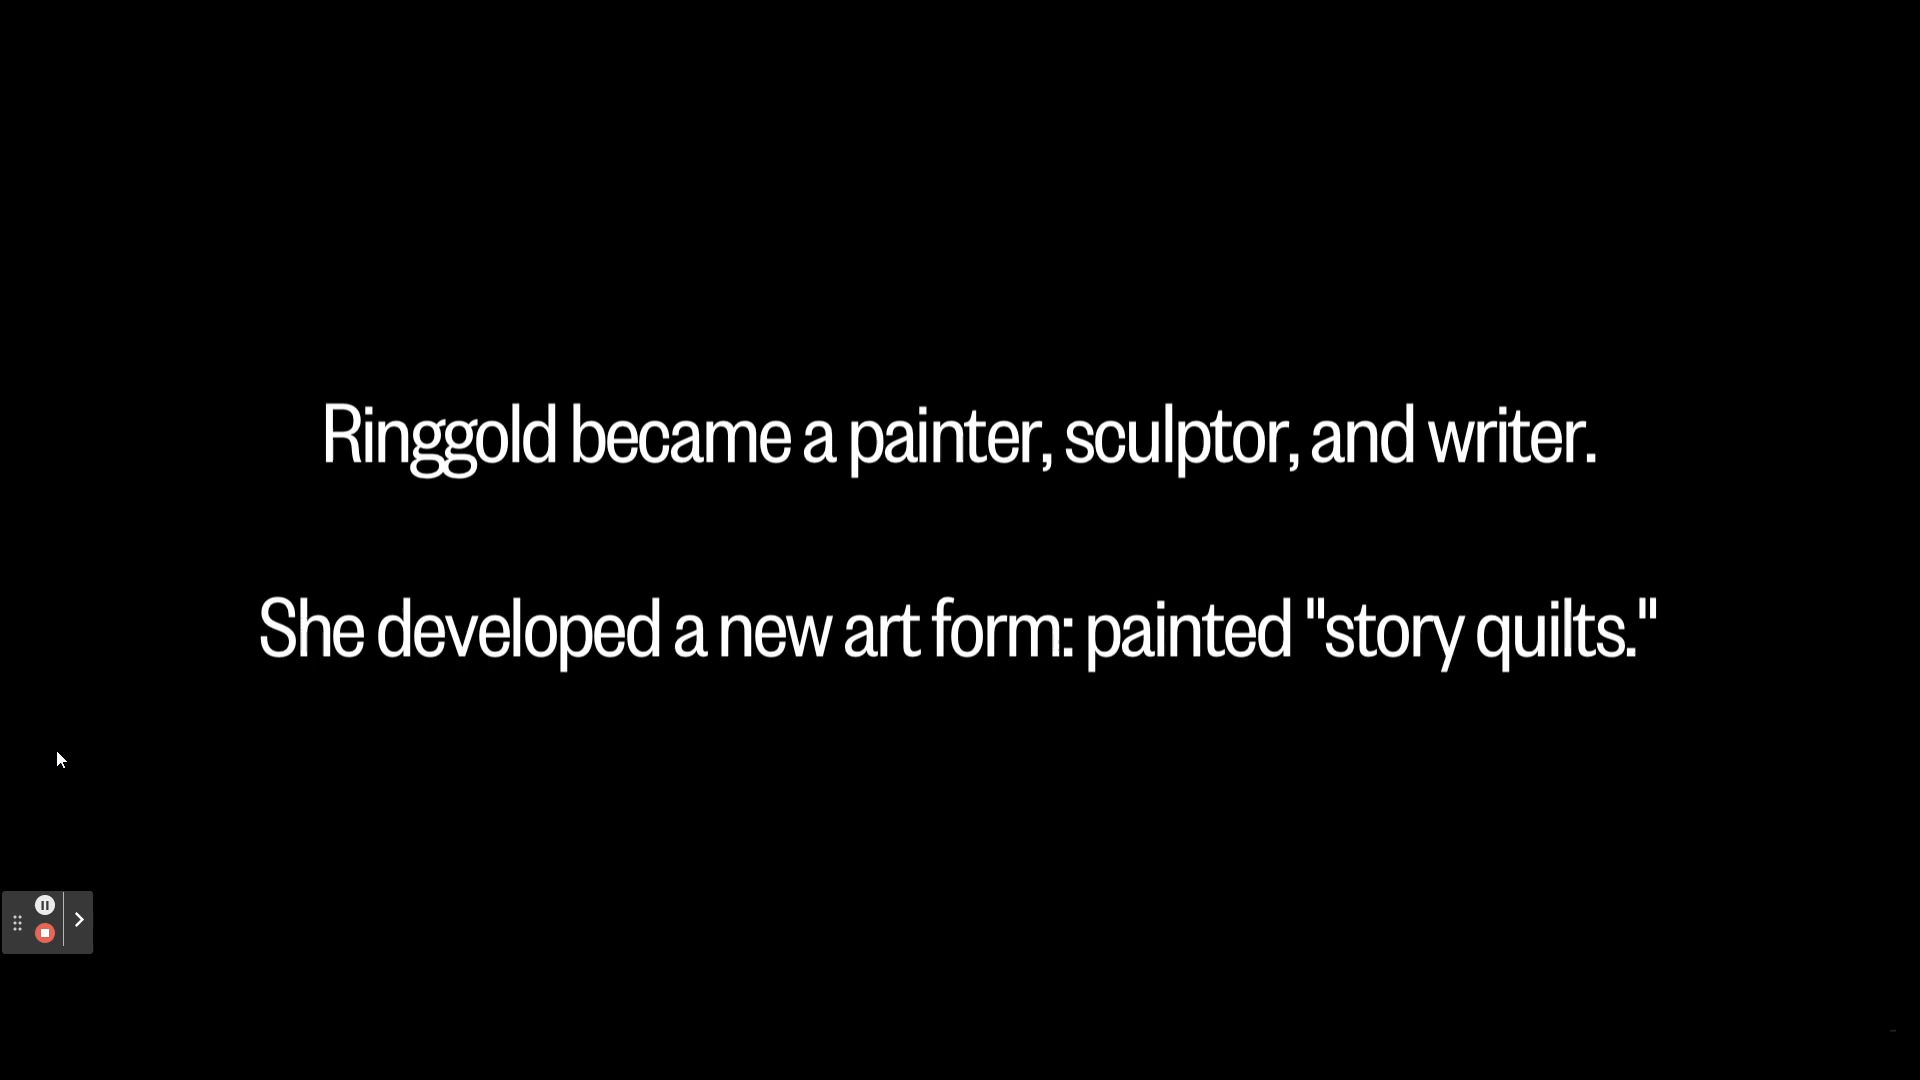 Ringgold became a painter, sculptor, and writer.
She developed a new art form: painted "story quilts."